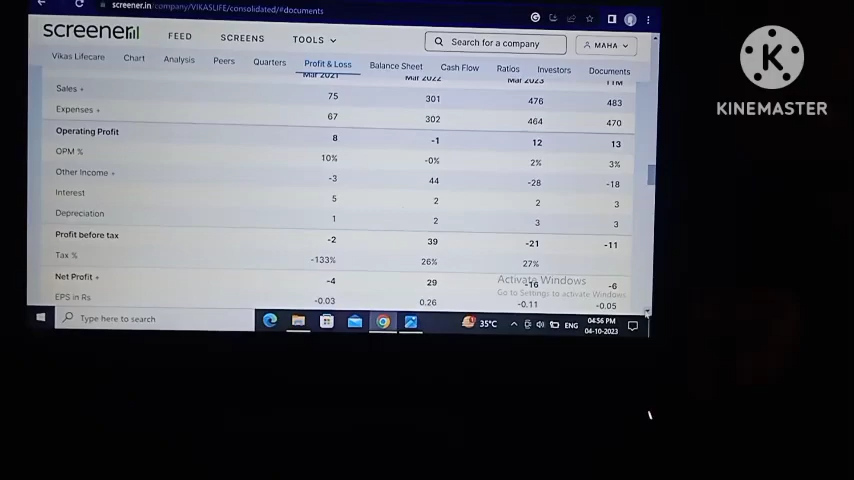 screener.in/company/VIKASLIFE/consolidated/#documents
screener
FEED SCREENS TOOLS
Search for a company
MAHA
Vikas Lifecare Chart Analysis Peers Quarters Profit & Loss Balance Sheet Cash Flow Ratios Investors Documents
Mar 2021 Mar 2022 Mar 2023 TTM
Sales + 75 301 476 483
Expenses + 67 302 464 470
Operating Profit 8 -1 12 13
OPM % 10% -0% 2% 3%
Other Income + -3 44 -28 -18
Interest 5 2 2 3
Depreciation 1 2 3 3
Profit before tax -2 39 -21 -11
Tax % -133% 26% 27%
Net Profit + -4 29 -16 -6
EPS in Rs -0.03 0.26 -0.11 -0.05
Activate Windows
Go to Settings to activate Windows.
Type here to search
35°C
ENG
04:56 PM
04-10-2023
K
KINEMASTER